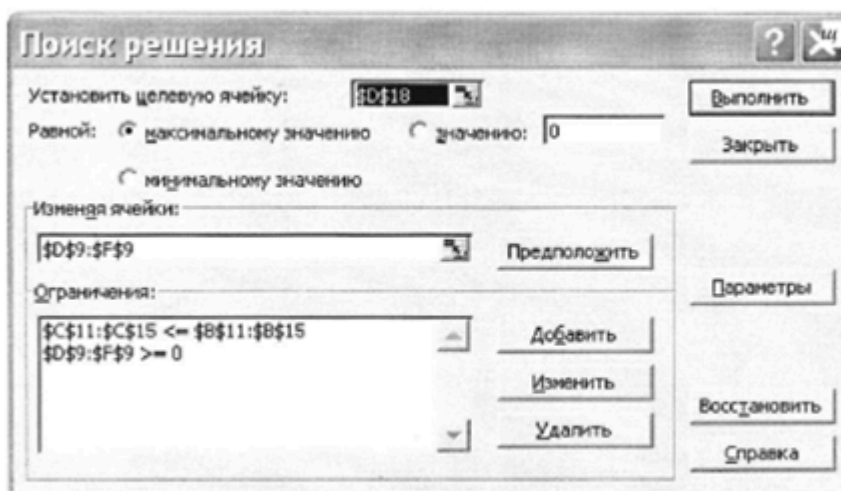 Поиск решения
Установить целевую ячейку: $D$18
Равной: максимальному значению значению: 0
минимальному значению
Изменяя ячейки:
$D$9:$F$9
Предположить
Ограничения:
$C$11:$C$15 <= $B$11:$B$15
$D$9:$F$9 >= 0
Добавить
Изменить
Удалить
Выполнить
Закрыть
Параметры
Восстановить
Справка